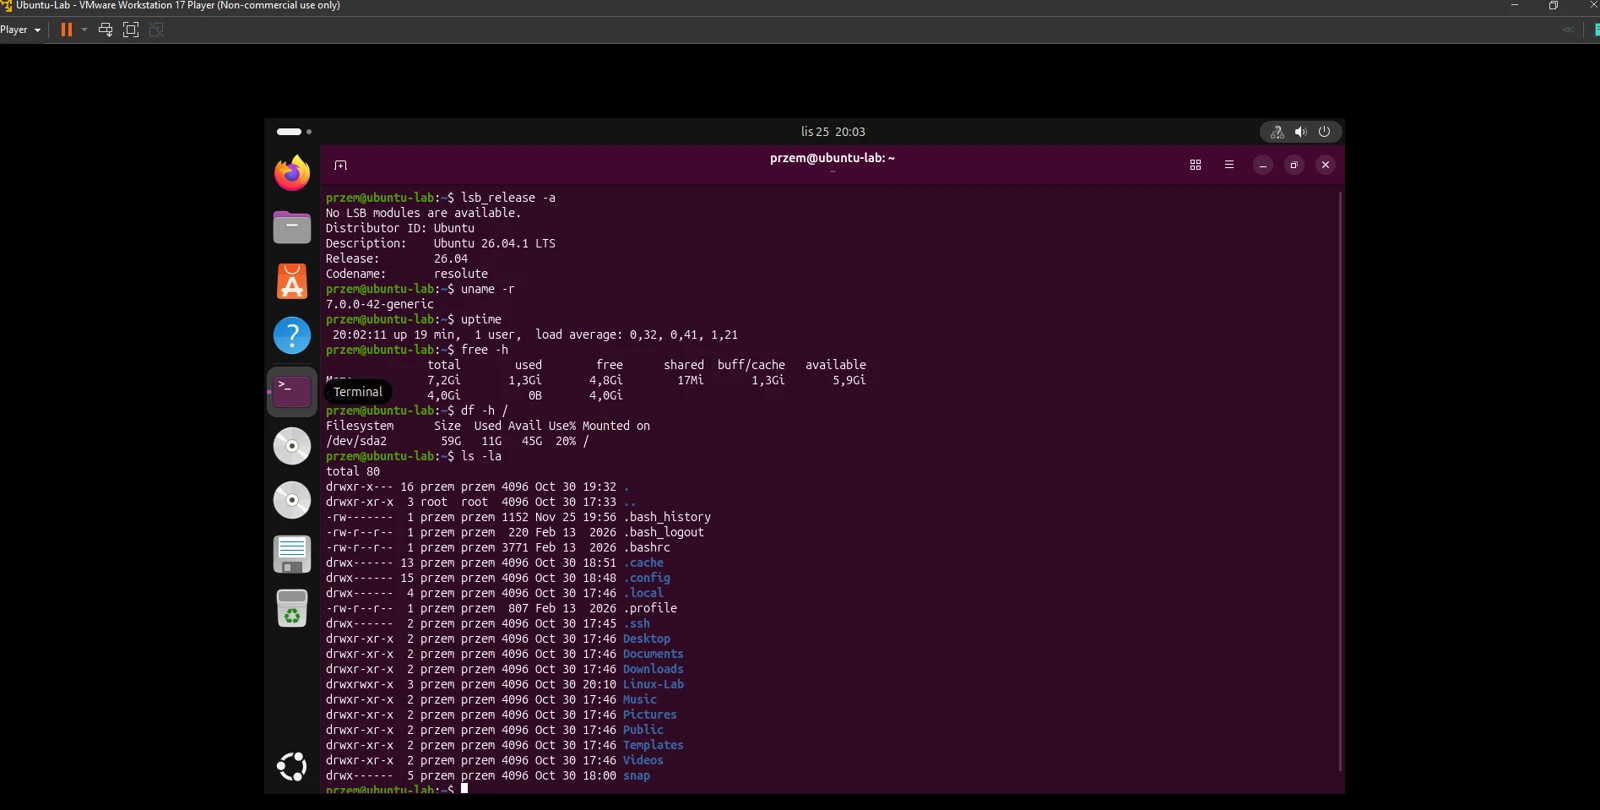 Ubuntu-Lab - VMware Workstation 17 Player (Non-commercial use only)
Player
lis 25 20:03
przem@ubuntu-lab: ~
~
przem@ubuntu-lab:~$ lsb_release -a
No LSB modules are available.
Distributor ID: Ubuntu
Description:    Ubuntu 26.04.1 LTS
Release:        26.04
Codename:       resolute
przem@ubuntu-lab:~$ uname -r
7.0.0-42-generic
przem@ubuntu-lab:~$ uptime
 20:02:11 up 19 min,  1 user,  load average: 0,32, 0,41, 1,21
przem@ubuntu-lab:~$ free -h
               total        used        free      shared  buff/cache   available
7,2Gi       1,3Gi       4,8Gi        17Mi       1,3Gi       5,9Gi
Terminal
4,0Gi          0B       4,0Gi
przem@ubuntu-lab:~$ df -h /
Filesystem      Size  Used Avail Use% Mounted on
/dev/sda2        59G   11G   45G  20% /
przem@ubuntu-lab:~$ ls -la
total 80
drwxr-x--- 16 przem przem 4096 Oct 30 19:32 .
drwxr-xr-x  3 root  root  4096 Oct 30 17:33 ..
-rw-------  1 przem przem 1152 Nov 25 19:56 .bash_history
-rw-r--r--  1 przem przem  220 Feb 13  2026 .bash_logout
-rw-r--r--  1 przem przem 3771 Feb 13  2026 .bashrc
drwx------ 13 przem przem 4096 Oct 30 18:51 .cache
drwx------ 15 przem przem 4096 Oct 30 18:48 .config
drwx------  4 przem przem 4096 Oct 30 17:46 .local
-rw-r--r--  1 przem przem  807 Feb 13  2026 .profile
drwx------  2 przem przem 4096 Oct 30 17:45 .ssh
drwxr-xr-x  2 przem przem 4096 Oct 30 17:46 Desktop
drwxr-xr-x  2 przem przem 4096 Oct 30 17:46 Documents
drwxr-xr-x  2 przem przem 4096 Oct 30 17:46 Downloads
drwxrwxr-x  3 przem przem 4096 Oct 30 20:10 Linux-Lab
drwxr-xr-x  2 przem przem 4096 Oct 30 17:46 Music
drwxr-xr-x  2 przem przem 4096 Oct 30 17:46 Pictures
drwxr-xr-x  2 przem przem 4096 Oct 30 17:46 Public
drwxr-xr-x  2 przem przem 4096 Oct 30 17:46 Templates
drwxr-xr-x  2 przem przem 4096 Oct 30 17:46 Videos
drwx------  5 przem przem 4096 Oct 30 18:00 snap
przem@ubuntu-lab:~$